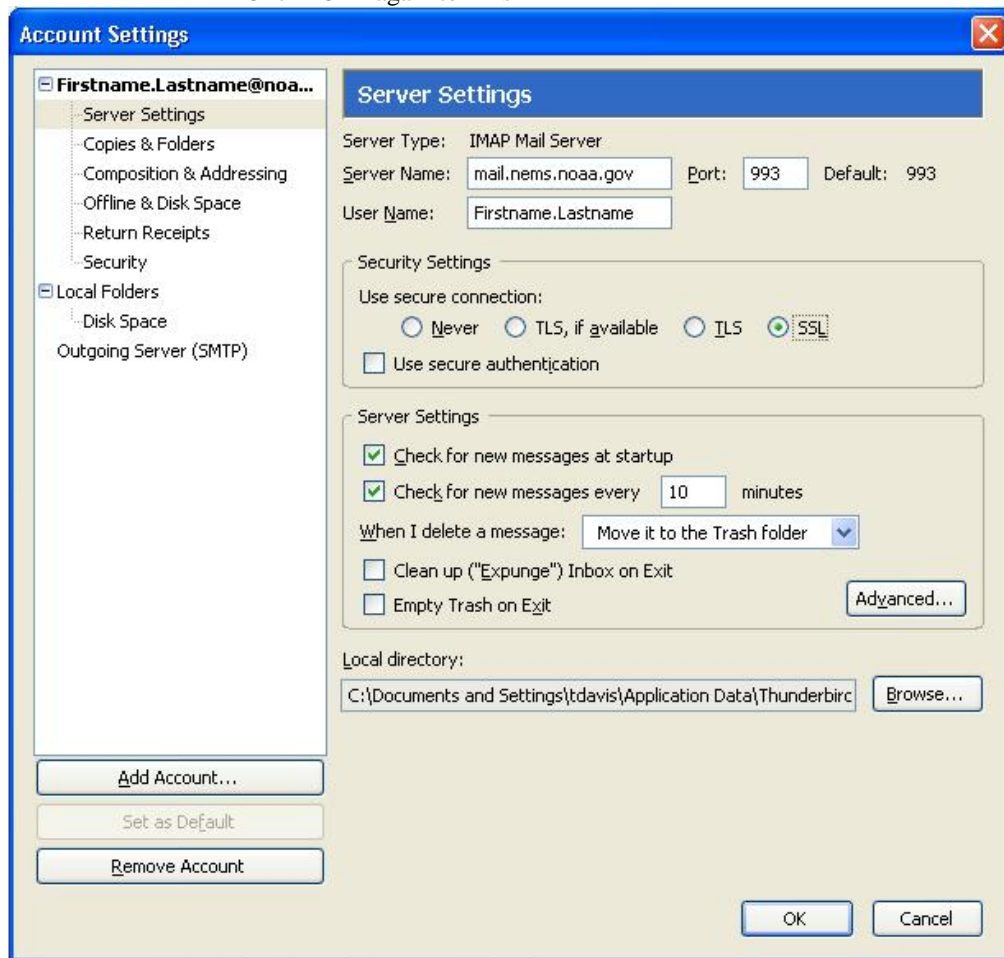 Account Settings
Firstname.Lastname@noa...
Server Settings
Copies & Folders
Composition & Addressing
Offline & Disk Space
Return Receipts
Security
Local Folders
Disk Space
Outgoing Server (SMTP)
Add Account...
Set as Default
Remove Account
Server Settings
Server Type: IMAP Mail Server
Server Name: mail.nems.noaa.gov Port: 993 Default: 993
User Name: Firstname.Lastname
Security Settings
Use secure connection:
Never TLS, if available TLS SSL
Use secure authentication
Server Settings
Check for new messages at startup
Check for new messages every 10 minutes
When I delete a message: Move it to the Trash folder
Clean up ("Expunge") Inbox on Exit
Empty Trash on Exit
Advanced...
Local directory:
C:\Documents and Settings\tdavis\Application Data\Thunderbirc
Browse...
OK Cancel